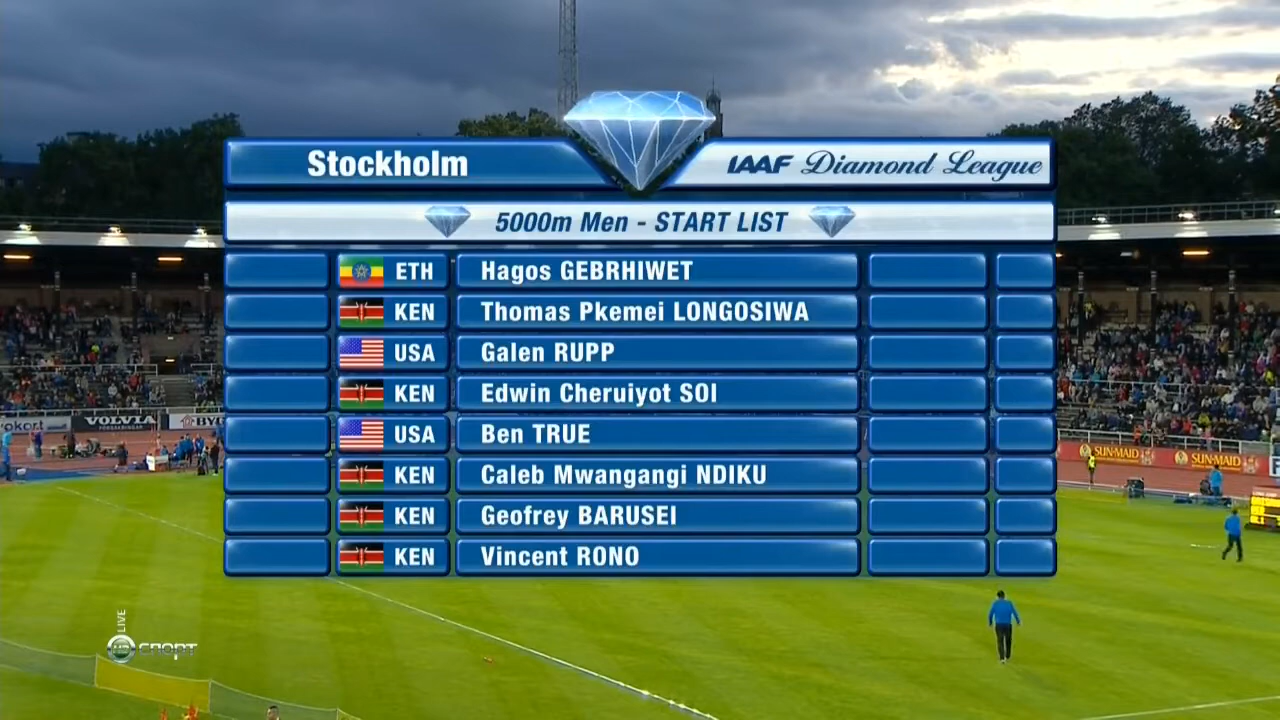 Stockholm
IAAF Diamond League
5000m Men - START LIST
ETH Hagos GEBRHIWET
KEN Thomas Pkemei LONGOSIWA
USA Galen RUPP
KEN Edwin Cheruiyot SOI
USA Ben TRUE
KEN Caleb Mwangangi NDIKU
KEN Geofrey BARUSEI
KEN Vincent RONO
VOLVIA
SUN-MAID
SUN-MAID
LIVE
СПОРТ